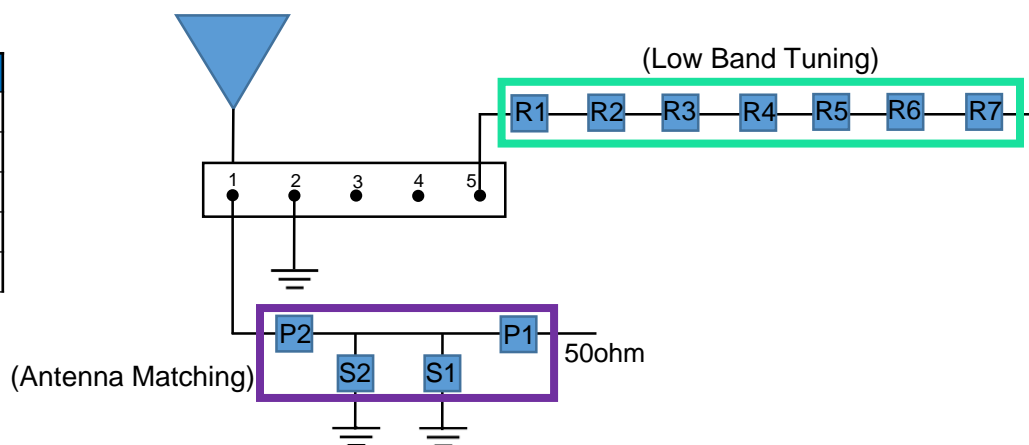 (Low Band Tuning)
R1 R2 R3 R4 R5 R6 R7
1 2 3 4 5
P2 P1
50ohm
S2 S1
(Antenna Matching)